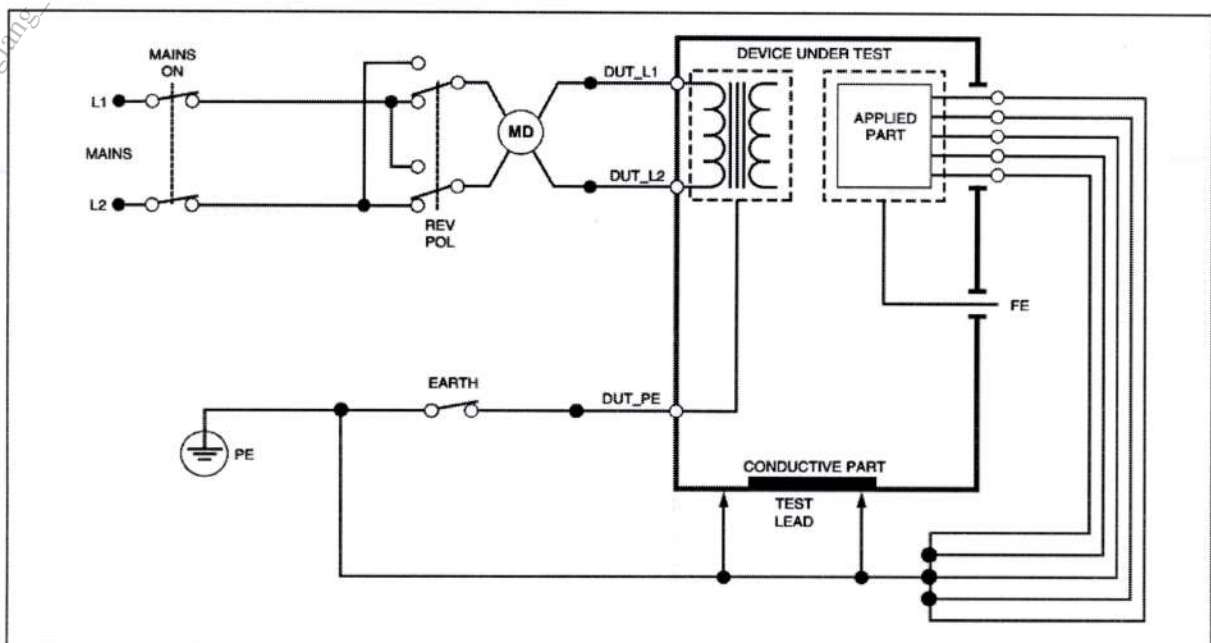 MAINS
ON
L1
MAINS
L2
REV
POL
MD
DUT_L1
DUT_L2
DEVICE UNDER TEST
APPLIED
PART
FE
EARTH
DUT_PE
PE
CONDUCTIVE PART
TEST
LEAD